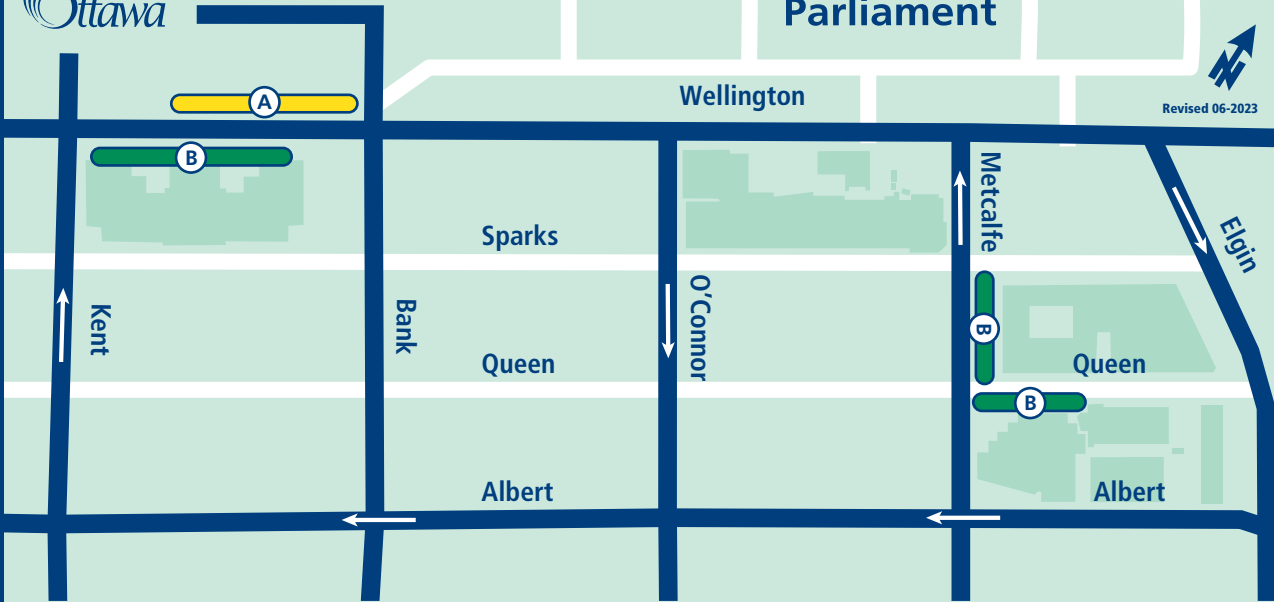 Ottawa
Parliament
N
Revised 06-2023
A
Wellington
B
Metcalfe
Elgin
Sparks
Kent
Bank
O'Connor
B
Queen
Queen
B
Albert
Albert